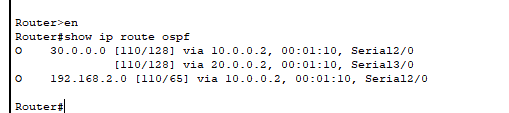 Router>en
Router#show ip route ospf
O    30.0.0.0 [110/128] via 10.0.0.2, 00:01:10, Serial2/0
              [110/128] via 20.0.0.2, 00:01:10, Serial3/0
O    192.168.2.0 [110/65] via 10.0.0.2, 00:01:10, Serial2/0
Router#